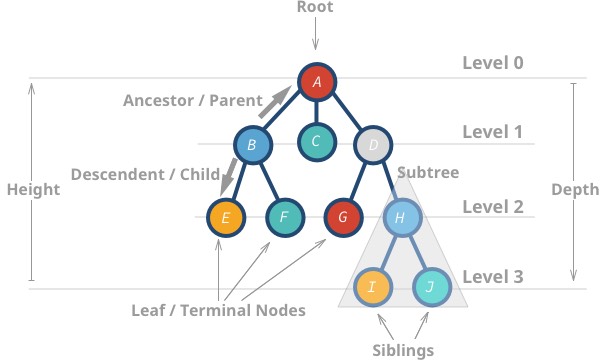 Root
Level 0
A
Ancestor / Parent
Level 1
B
C
D
Descendent / Child
Subtree
Height
Depth
Level 2
E
F
G
H
Level 3
I
J
Leaf / Terminal Nodes
Siblings